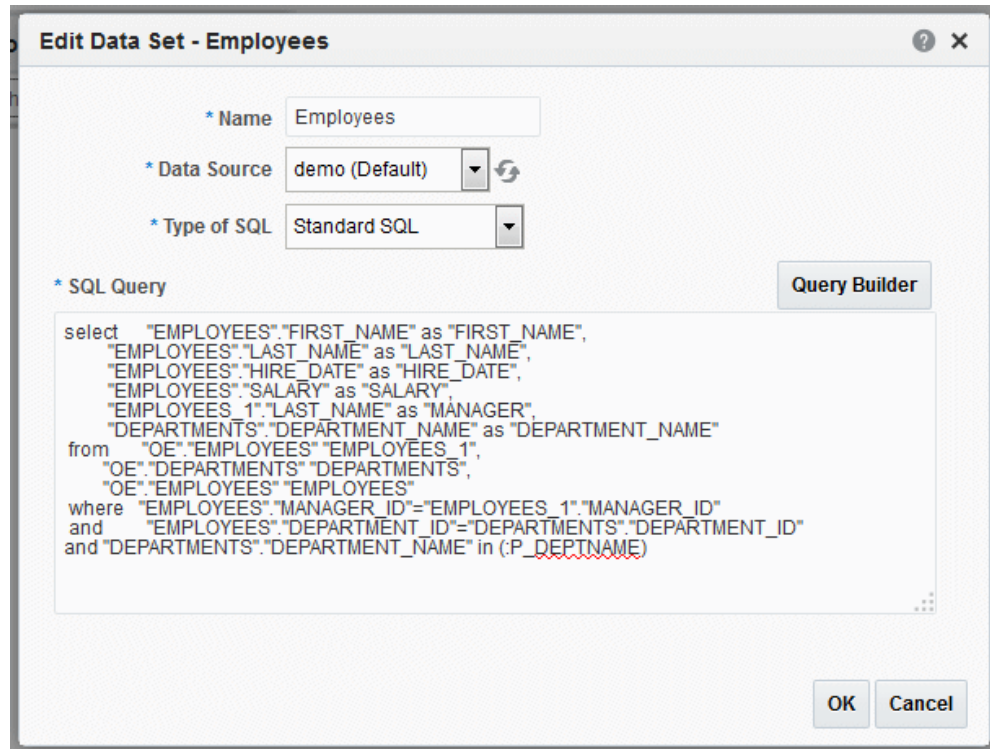 Edit Data Set - Employees
* Name Employees
* Data Source demo (Default)
* Type of SQL Standard SQL
* SQL Query
Query Builder
select "EMPLOYEES"."FIRST_NAME" as "FIRST_NAME",
"EMPLOYEES"."LAST_NAME" as "LAST_NAME",
"EMPLOYEES"."HIRE_DATE" as "HIRE_DATE",
"EMPLOYEES"."SALARY" as "SALARY",
"EMPLOYEES_1"."LAST_NAME" as "MANAGER",
"DEPARTMENTS"."DEPARTMENT_NAME" as "DEPARTMENT_NAME"
from "OE"."EMPLOYEES" "EMPLOYEES_1",
"OE"."DEPARTMENTS" "DEPARTMENTS",
"OE"."EMPLOYEES" "EMPLOYEES"
where "EMPLOYEES"."MANAGER_ID"="EMPLOYEES_1"."MANAGER_ID"
and "EMPLOYEES"."DEPARTMENT_ID"="DEPARTMENTS"."DEPARTMENT_ID"
and "DEPARTMENTS"."DEPARTMENT_NAME" in (:P_DEPTNAME)
OK Cancel